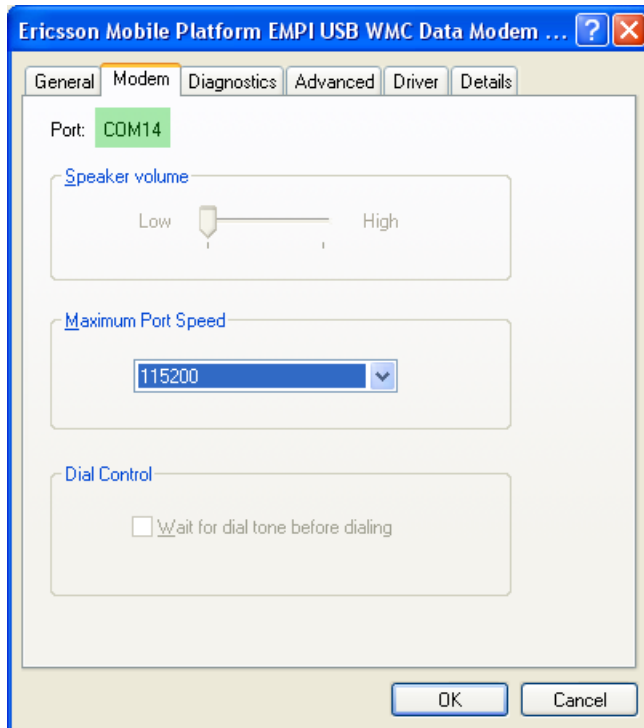 Ericsson Mobile Platform EMPI USB WMC Data Modem ...
General Modem Diagnostics Advanced Driver Details
Port: COM14
Speaker volume
Low High
Maximum Port Speed
115200
Dial Control
Wait for dial tone before dialing
OK Cancel